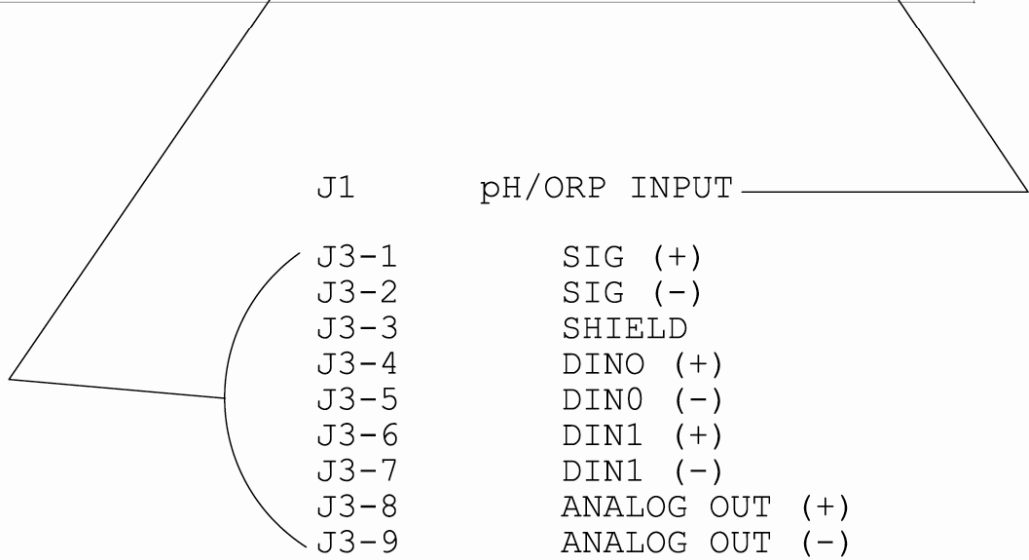 J1 pH/ORP INPUT
J3-1 SIG (+)
J3-2 SIG (-)
J3-3 SHIELD
J3-4 DINO (+)
J3-5 DIN0 (-)
J3-6 DIN1 (+)
J3-7 DIN1 (-)
J3-8 ANALOG OUT (+)
J3-9 ANALOG OUT (-)